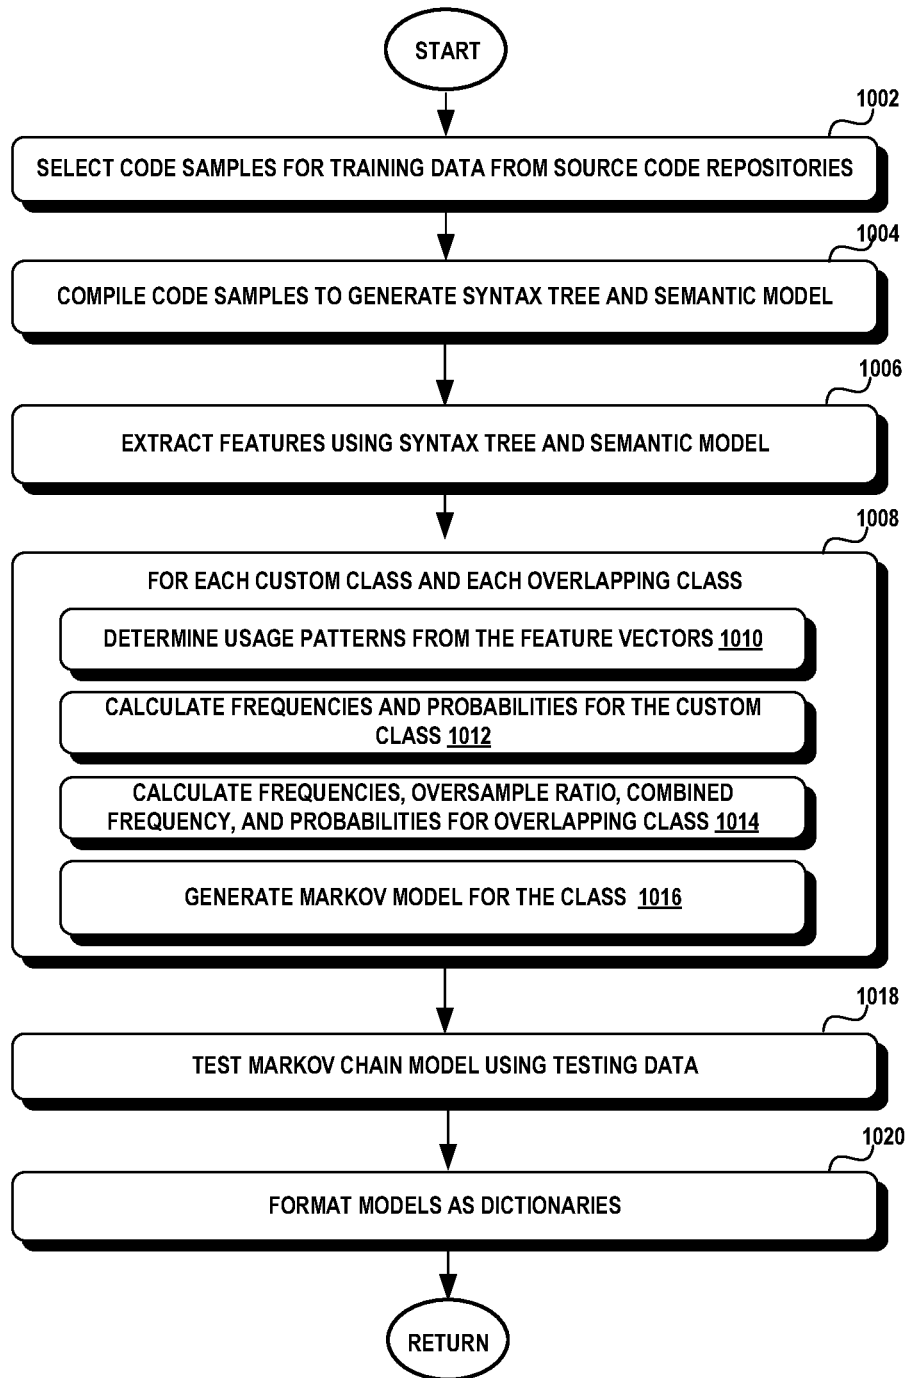 START
1002
SELECT CODE SAMPLES FOR TRAINING DATA FROM SOURCE CODE REPOSITORIES
1004
COMPILE CODE SAMPLES TO GENERATE SYNTAX TREE AND SEMANTIC MODEL
1006
EXTRACT FEATURES USING SYNTAX TREE AND SEMANTIC MODEL
1008
FOR EACH CUSTOM CLASS AND EACH OVERLAPPING CLASS
DETERMINE USAGE PATTERNS FROM THE FEATURE VECTORS 1010
CALCULATE FREQUENCIES AND PROBABILITIES FOR THE CUSTOM
CLASS 1012
CALCULATE FREQUENCIES, OVERSAMPLE RATIO, COMBINED
FREQUENCY, AND PROBABILITIES FOR OVERLAPPING CLASS 1014
GENERATE MARKOV MODEL FOR THE CLASS 1016
1018
TEST MARKOV CHAIN MODEL USING TESTING DATA
1020
FORMAT MODELS AS DICTIONARIES
RETURN